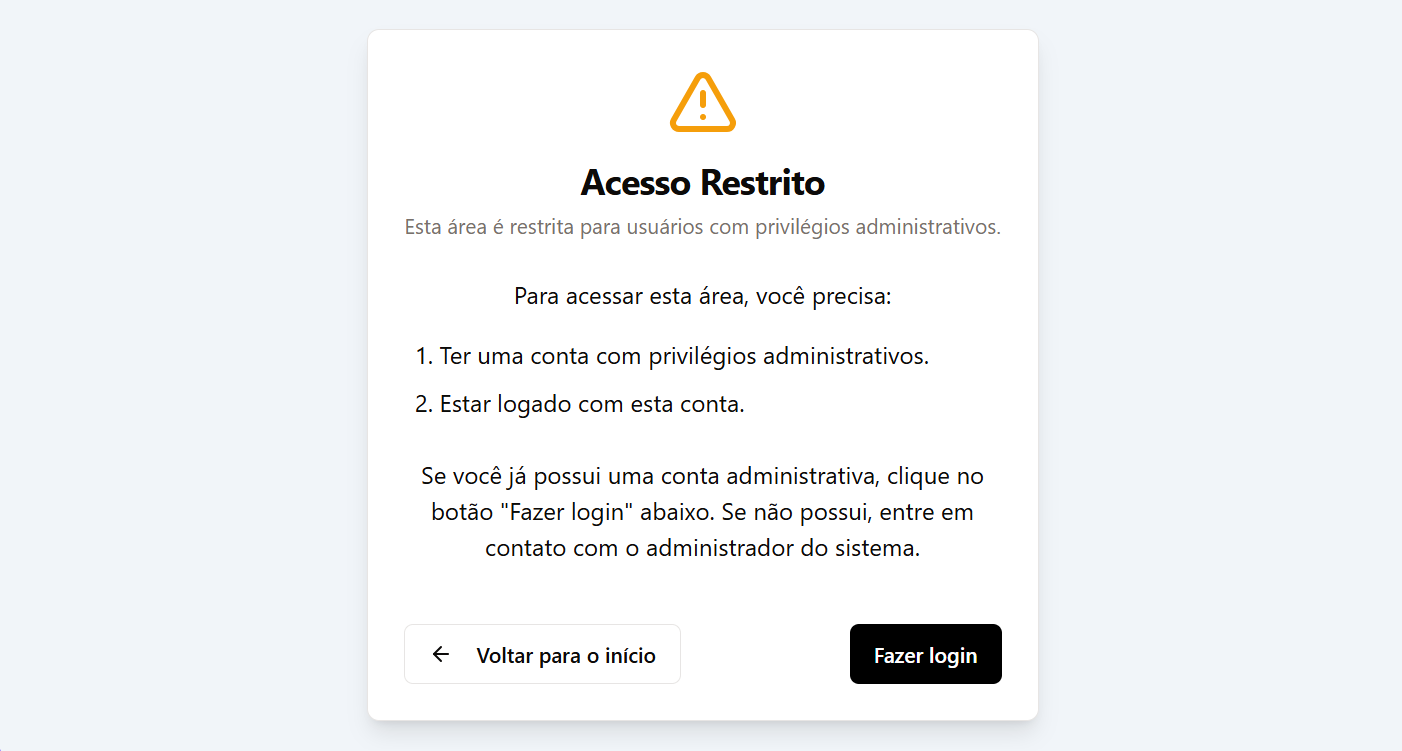 Acesso Restrito
Esta área é restrita para usuários com privilégios administrativos.
Para acessar esta área, você precisa:
1. Ter uma conta com privilégios administrativos.
2. Estar logado com esta conta.
Se você já possui uma conta administrativa, clique no
botão "Fazer login" abaixo. Se não possui, entre em
contato com o administrador do sistema.
Voltar para o início
Fazer login